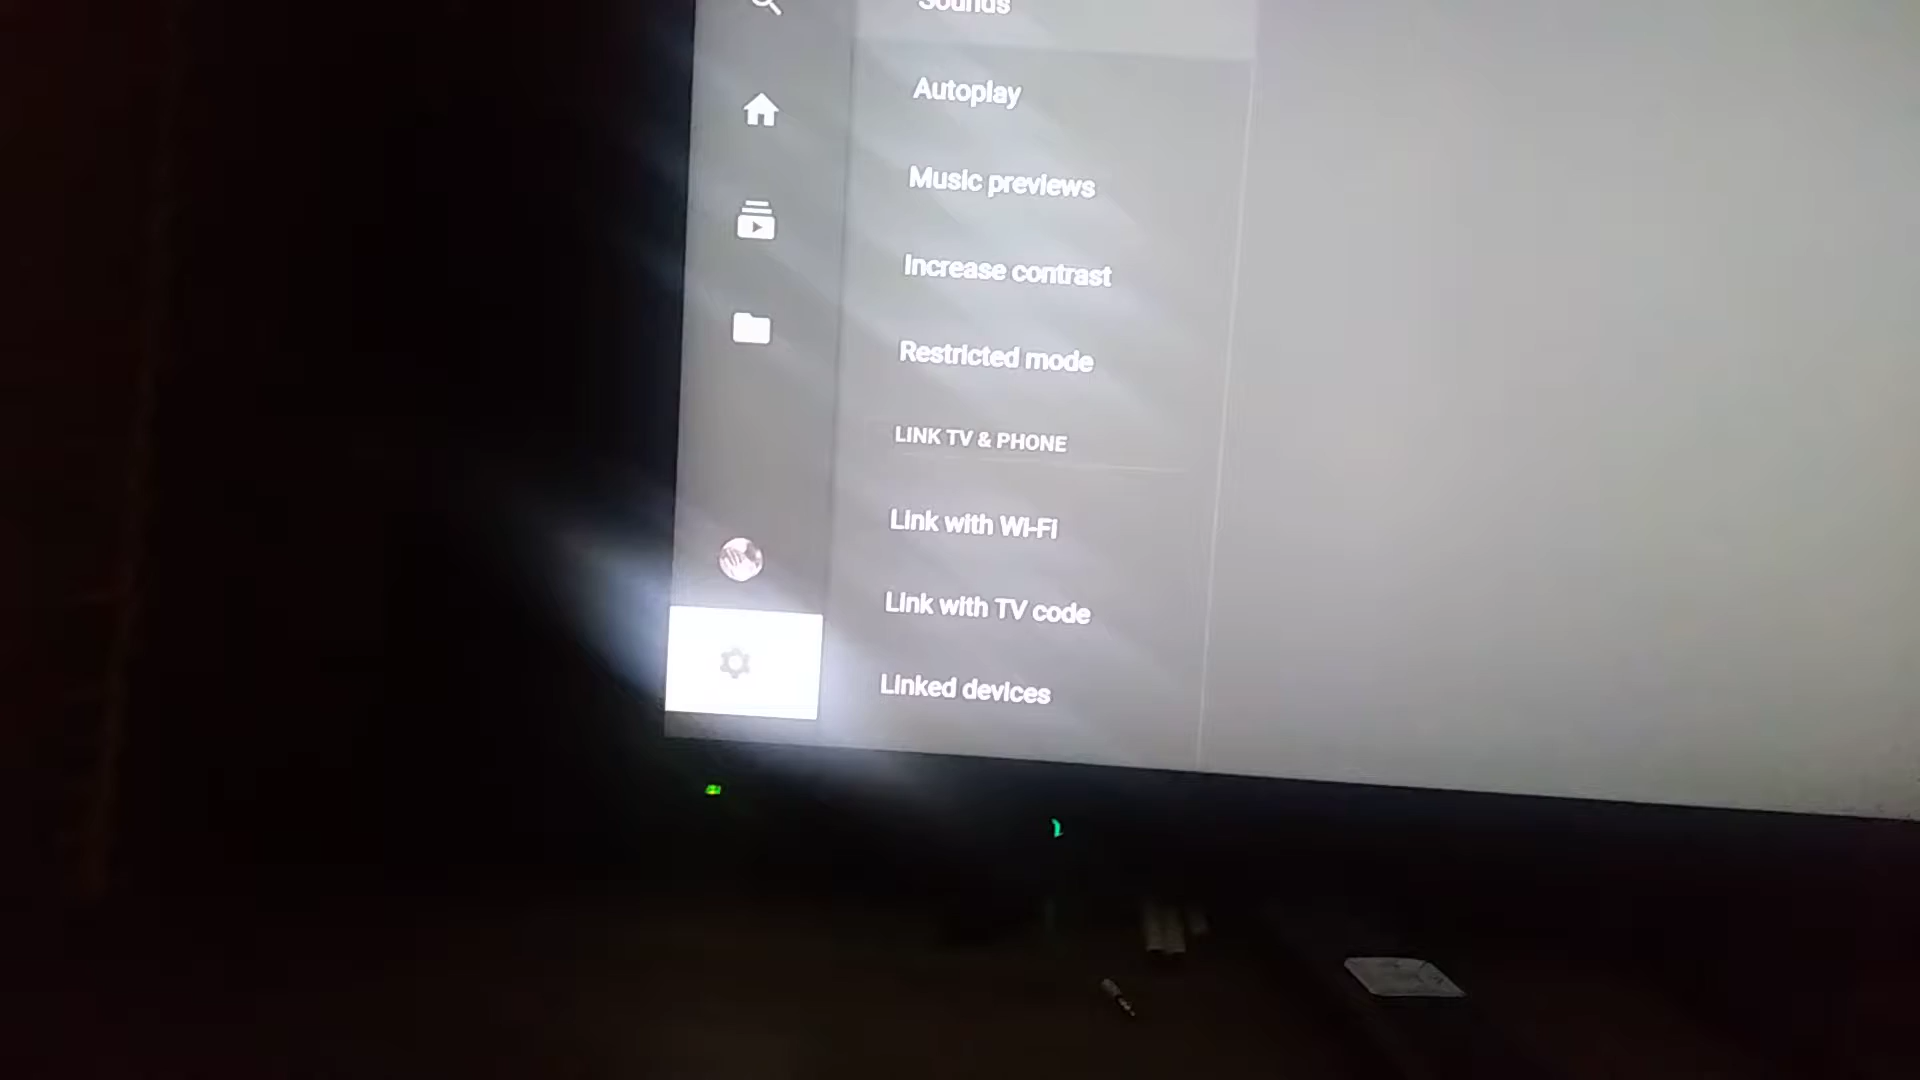 Sounds
Autoplay
Music previews
Increase contrast
Restricted mode
LINK TV & PHONE
Link with Wi-Fi
Link with TV code
Linked devices